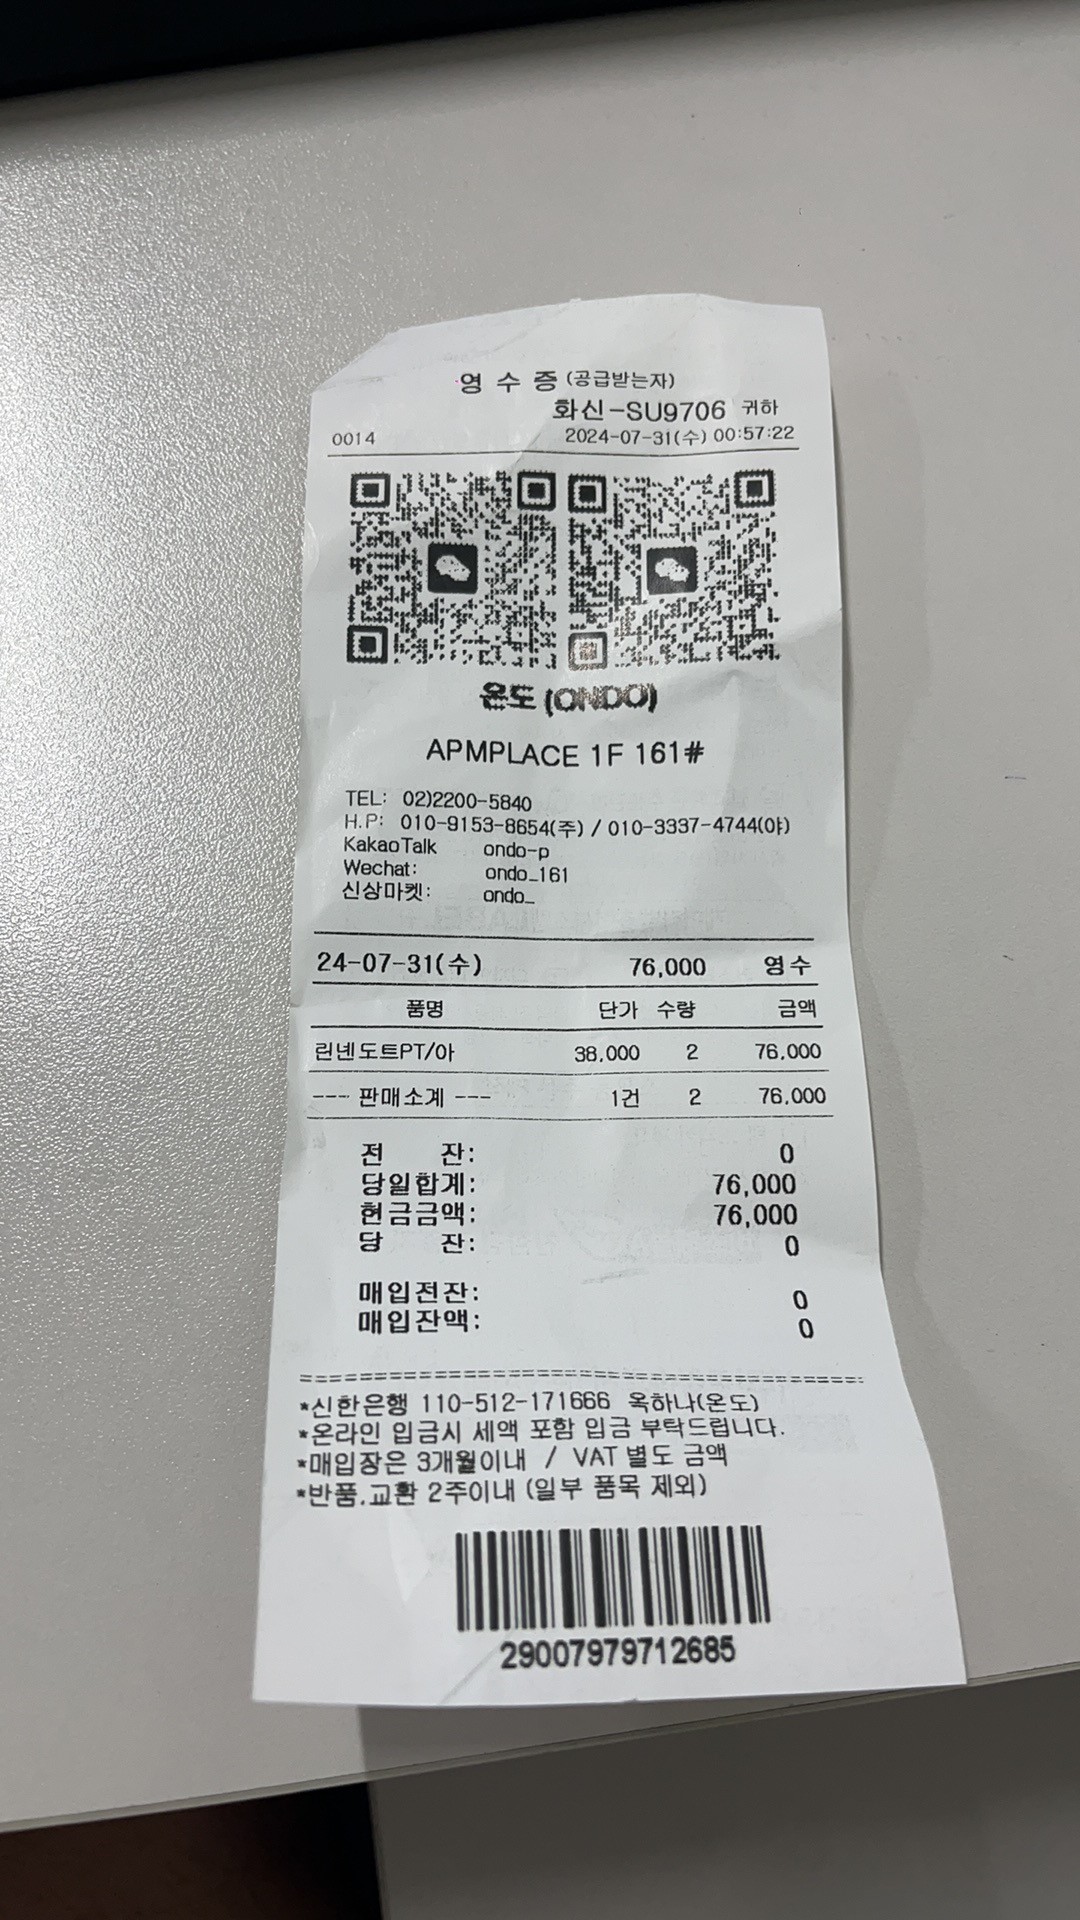 영 수 증 (공급받는자)
화신-SU9706 귀하
0014 2024-07-31(수) 00:57:22
온도 (ONDO)
APMPLACE 1F 161#
TEL: 02)2200-5840
H.P: 010-9153-8654(주) / 010-3337-4744(야)
KakaoTalk ondo-p
Wechat: ondo_161
신상마켓: ondo_
24-07-31(수) 76,000 영수
품명 단가 수량 금액
린넨도트PT/아 38,000 2 76,000
--- 판매소계 --- 1건 2 76,000
전 잔: 0
당일합계: 76,000
현금금액: 76,000
당 잔: 0
매입전잔: 0
매입잔액: 0
*신한은행 110-512-171666 옥하나(온도)
*온라인 입금시 세액 포함 입금 부탁드립니다.
*매입장은 3개월이내 / VAT 별도 금액
*반품,교환 2주이내 (일부 품목 제외)
29007979712685